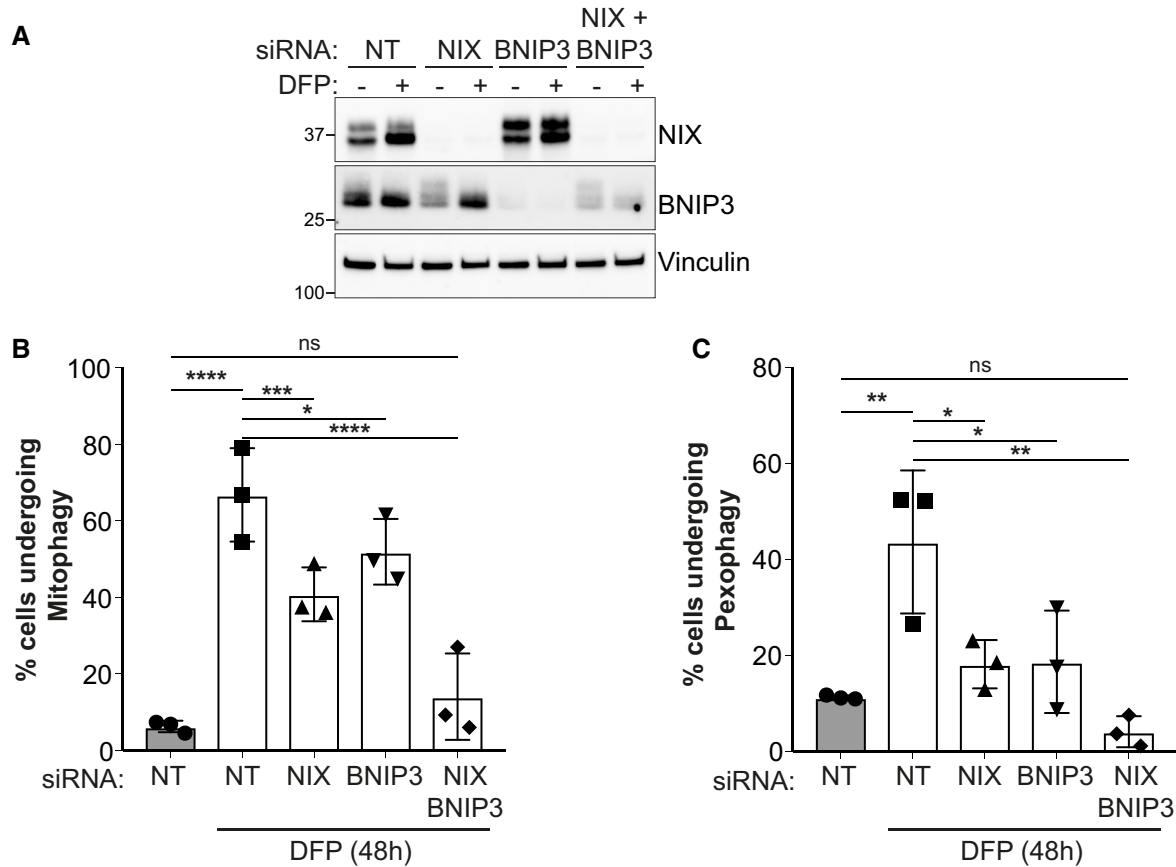 A
NIX +
siRNA: NT NIX BNIP3 BNIP3
DFP: - + - + - + - +
37 NIX
25 BNIP3
100 Vinculin
B
% cells undergoing
Mitophagy
100
80
60
40
20
0
ns
**** ***
*
****
siRNA: NT NT NIX BNIP3 NIX
BNIP3
DFP (48h)
C
% cells undergoing
Pexophagy
80
60
40
20
0
ns
** *
*
**
siRNA: NT NT NIX BNIP3 NIX
BNIP3
DFP (48h)